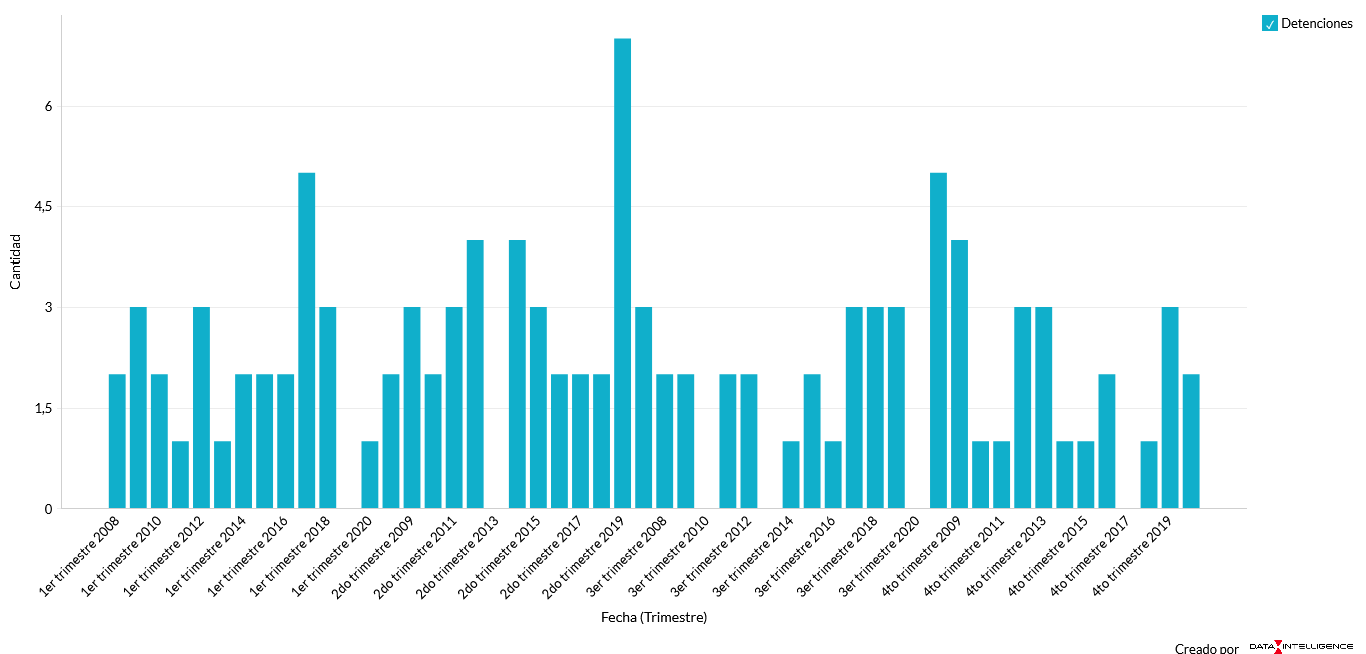 Detenciones
6
4,5
3
1,5
0
Cantidad
1er trimestre 2008
1er trimestre 2010
1er trimestre 2012
1er trimestre 2014
1er trimestre 2016
1er trimestre 2018
1er trimestre 2020
2do trimestre 2009
2do trimestre 2011
2do trimestre 2013
2do trimestre 2015
2do trimestre 2017
2do trimestre 2019
3er trimestre 2008
3er trimestre 2010
3er trimestre 2012
3er trimestre 2014
3er trimestre 2016
3er trimestre 2018
3er trimestre 2020
4to trimestre 2009
4to trimestre 2011
4to trimestre 2013
4to trimestre 2015
4to trimestre 2017
4to trimestre 2019
Fecha (Trimestre)
Creado por DATA INTELLIGENCE